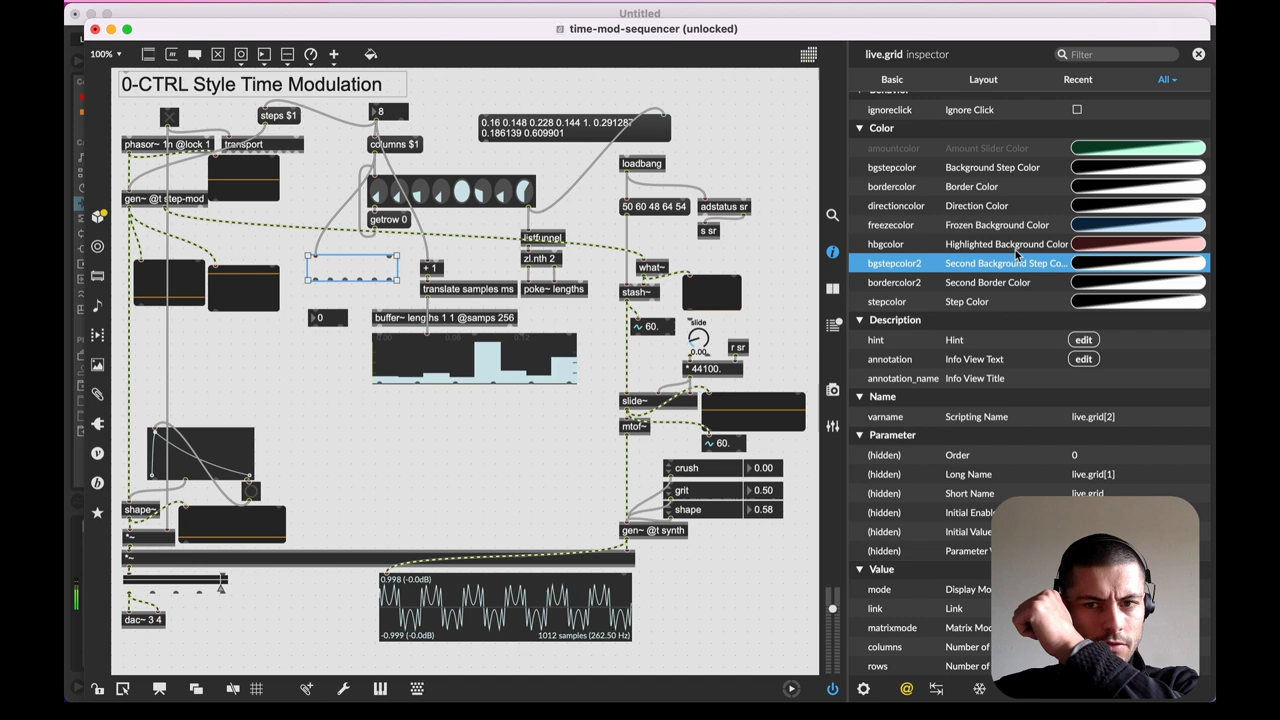 Untitled
time-mod-sequencer (unlocked)
100%
live.grid inspector
Filter
Basic
Layout
Recent
All
0-CTRL Style Time Modulation
steps $1
8
phasor~ 1n @lock 1
transport
columns $1
0.16 0.148 0.228 0.144 1. 0.291287
0.186139 0.609901
loadbang
gen~ @t step-mod
getrow 0
50 60 48 64 54
adstatus sr
s sr
listfunnel
zl.nth 2
+ 1
what~
translate samples ms
poke~ lengths
stash~
0
buffer~ lengths 1 1 @samps 256
60.
slide
0.00
r sr
0.00
0.06
0.12
* 44100.
slide~
mtof~
60.
crush
0.00
grit
0.50
shape
0.58
shape~
gen~ @t synth
*~
*~
0.998 (-0.0dB)
-0.999 (-0.0dB)
1012 samples (262.50 Hz)
dac~ 3 4
ignoreclick
Ignore Click
Color
amountcolor
Amount Slider Color
bgstepcolor
Background Step Color
bordercolor
Border Color
directioncolor
Direction Color
freezecolor
Frozen Background Color
hbgcolor
Highlighted Background Color
bgstepcolor2
Second Background Step Co...
bordercolor2
Second Border Color
stepcolor
Step Color
Description
hint
Hint
edit
annotation
Info View Text
edit
annotation_name
Info View Title
Name
varname
Scripting Name
live.grid[2]
Parameter
(hidden)
Order
0
(hidden)
Long Name
live.grid[1]
(hidden)
Short Name
live.grid
(hidden)
Initial Enable
(hidden)
Initial Value
(hidden)
Parameter
Value
mode
Display Mo
link
Link
matrixmode
Matrix Mo
columns
Number of
rows
Number of